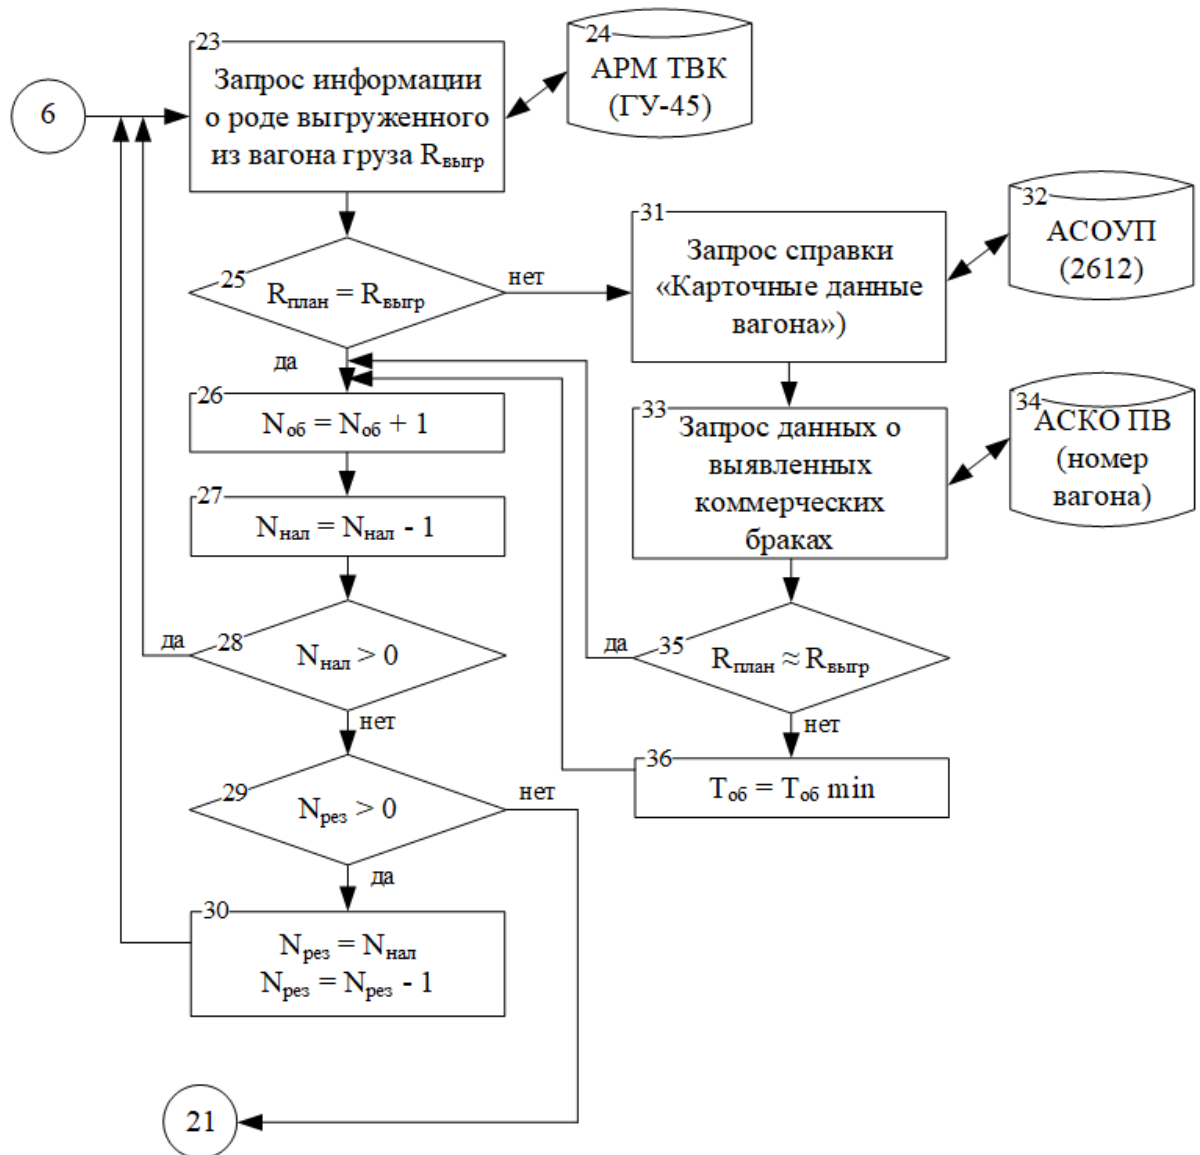 6
23
Запрос информации
о роде выгруженного
из вагона груза Rвыгр
24
АРМ ТВК
(ГУ-45)
25
Rплан = Rвыгр
нет
да
31
Запрос справки
«Карточные данные
вагона»)
32
АСОУП
(2612)
26
Nоб = Nоб + 1
33
Запрос данных о
выявленных
коммерческих
браках
34
АСКО ПВ
(номер
вагона)
27
Nнал = Nнал - 1
28
Nнал > 0
да
нет
35
Rплан ≈ Rвыгр
да
нет
36
Tоб = Tоб min
29
Nрез > 0
нет
да
30
Nрез = Nнал
Nрез = Nрез - 1
21